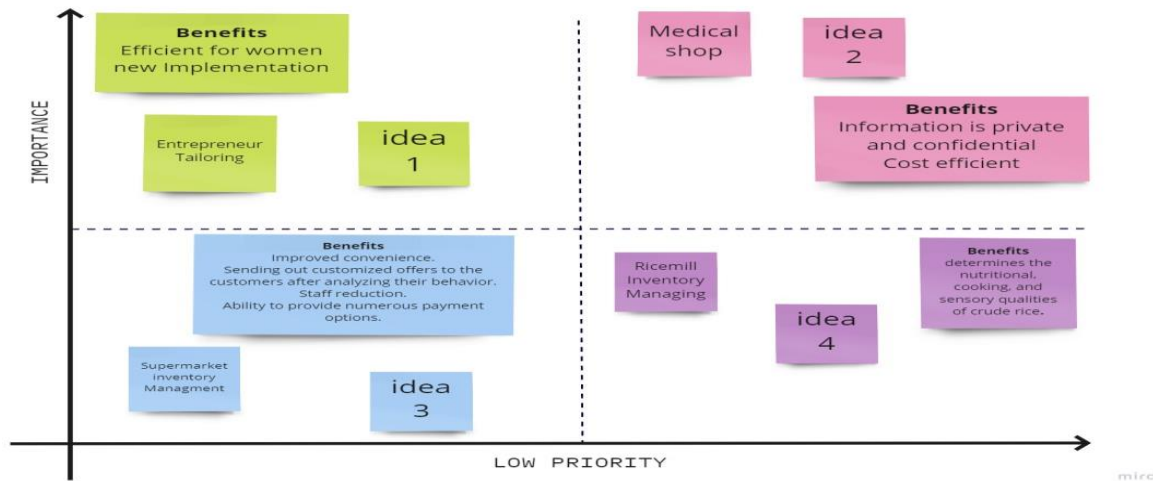 Benefits
Efficient for women
new Implementation
Entrepreneur
Tailoring
idea
1
Medical
shop
idea
2
Benefits
Information is private
and confidential
Cost efficient
IMPORTANCE
Benefits
Improved convenience.
Sending out customized offers to the
customers after analyzing their behavior.
Staff reduction.
Ability to provide numerous payment
options.
Supermarket
inventory
Managment
idea
3
Ricemill
Inventory
Managing
idea
4
Benefits
determines the
nutritional,
cooking, and
sensory qualities
of crude rice.
LOW PRIORITY
miro